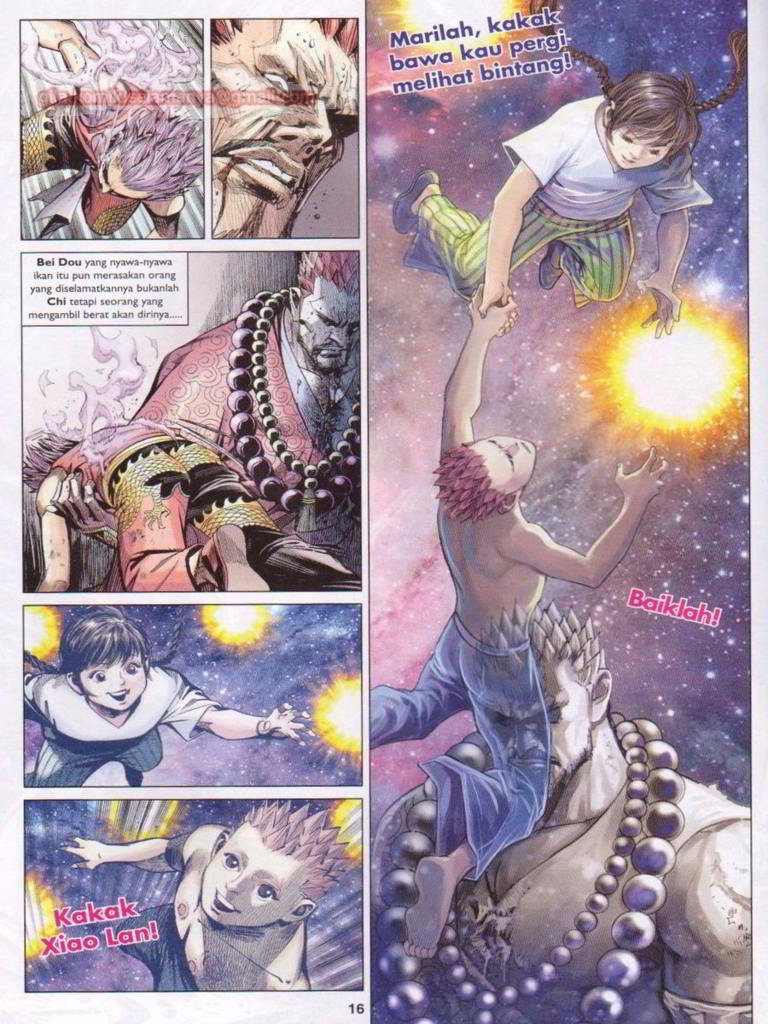 Bei Dou yang nyawa-nyawa
ikan itu pun merasakan orang
yang diselamatkannya bukanlah
Chi tetapi seorang yang
mengambil berat akan dirinya.....
Kakak
Xiao Lan!
Marilah, kakak
bawa kau pergi
melihat bintang!
Baiklah!
16